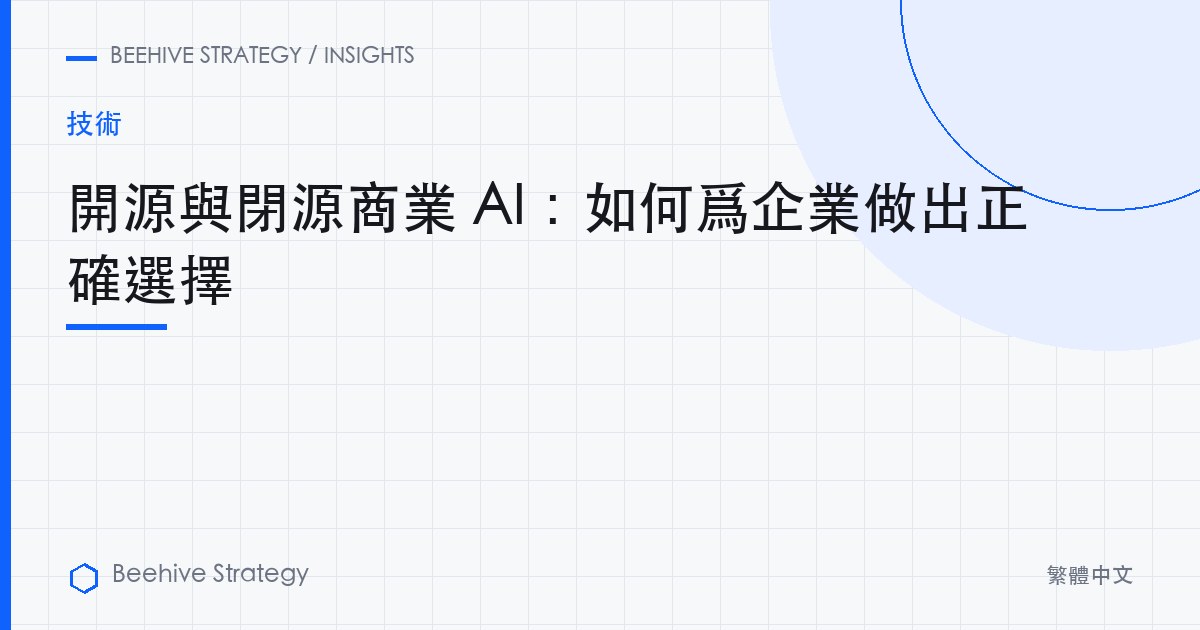 BEEHIVE STRATEGY / INSIGHTS
技術
開源與閉源商業 AI：如何爲企業做出正
確選擇
Beehive Strategy
繁體中文